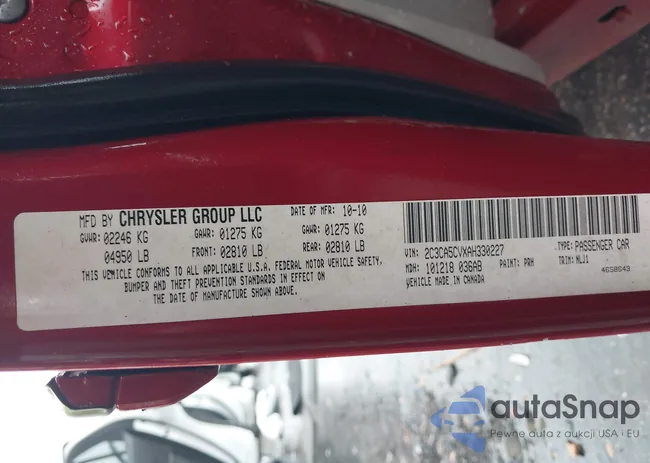 MFD BY CHRYSLER GROUP LLC DATE OF MFR: 10-10
GVWR: 02246 KG GAWR: 01275 KG GAWR: 01275 KG
04950 LB FRONT: 02810 LB REAR: 02810 LB
THIS VEHICLE CONFORMS TO ALL APPLICABLE U.S.A. FEDERAL MOTOR VEHICLE SAFETY,
BUMPER AND THEFT PREVENTION STANDARDS IN EFFECT ON
THE DATE OF MANUFACTURE SHOWN ABOVE.
VIN: 2C3CA5CVXAH330227 TYPE: PASSENGER CAR
MDH: 101218 036AB PAINT: PRH TRIM: NLJ1
VEHICLE MADE IN CANADA 4658643
autaSnap
Pewne auta z aukcji USA i EU